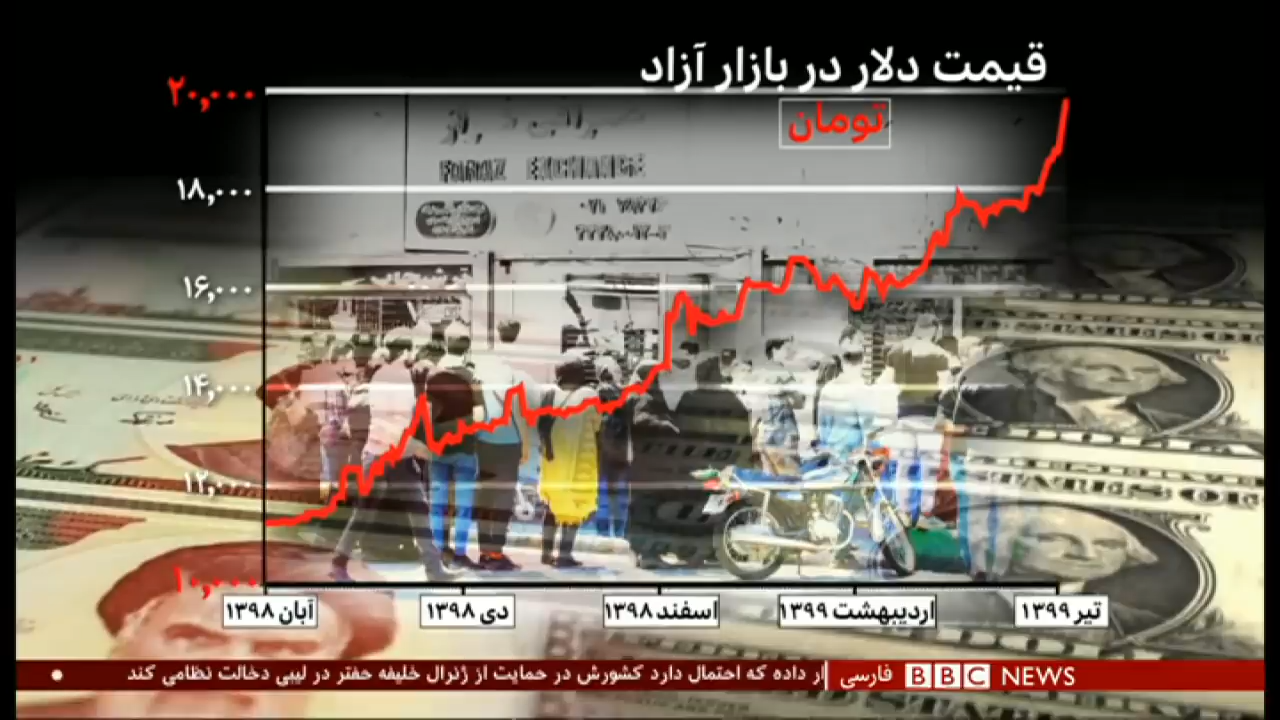 قیمت دلار در بازار آزاد
تومان
۲۰,۰۰۰
۱۸,۰۰۰
۱۶,۰۰۰
۱۴,۰۰۰
۱۲,۰۰۰
۱۰,۰۰۰
EXCHANGE
آبان ۱۳۹۸
دی ۱۳۹۸
اسفند ۱۳۹۸
اردیبهشت ۱۳۹۹
تیر ۱۳۹۹
داده که احتمال دارد کشورش در حمایت از ژنرال خلیفه حفتر در لیبی دخالت نظامی کند
BBC NEWS فارسی